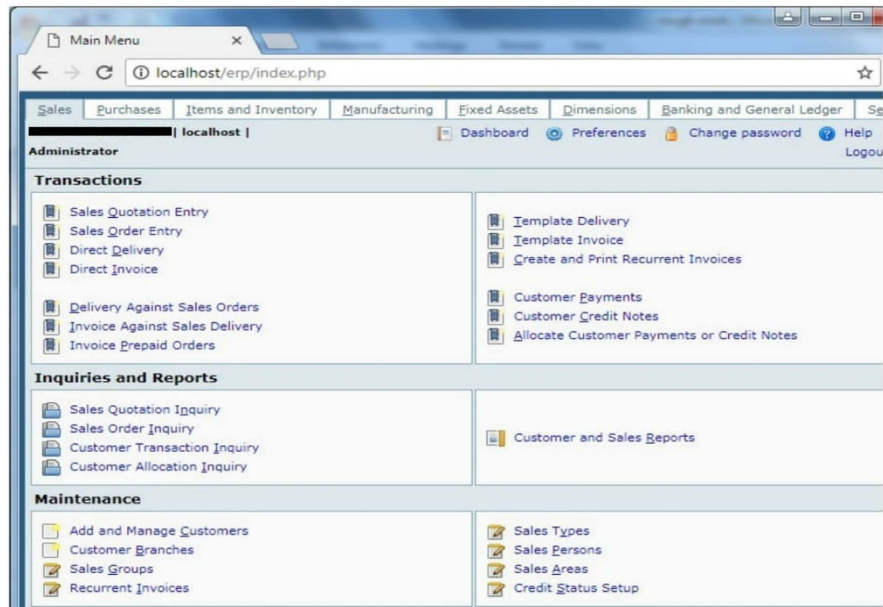 Main Menu
localhost/erp/index.php
Sales Purchases Items and Inventory Manufacturing Fixed Assets Dimensions Banking and General Ledger
| localhost | Dashboard Preferences Change password Help
Administrator
Transactions
Sales Quotation Entry
Sales Order Entry
Direct Delivery
Direct Invoice
Delivery Against Sales Orders
Invoice Against Sales Delivery
Invoice Prepaid Orders
Template Delivery
Template Invoice
Create and Print Recurrent Invoices
Customer Payments
Customer Credit Notes
Allocate Customer Payments or Credit Notes
Inquiries and Reports
Sales Quotation Inquiry
Sales Order Inquiry
Customer Transaction Inquiry
Customer Allocation Inquiry
Customer and Sales Reports
Maintenance
Add and Manage Customers
Customer Branches
Sales Groups
Recurrent Invoices
Sales Types
Sales Persons
Sales Areas
Credit Status Setup